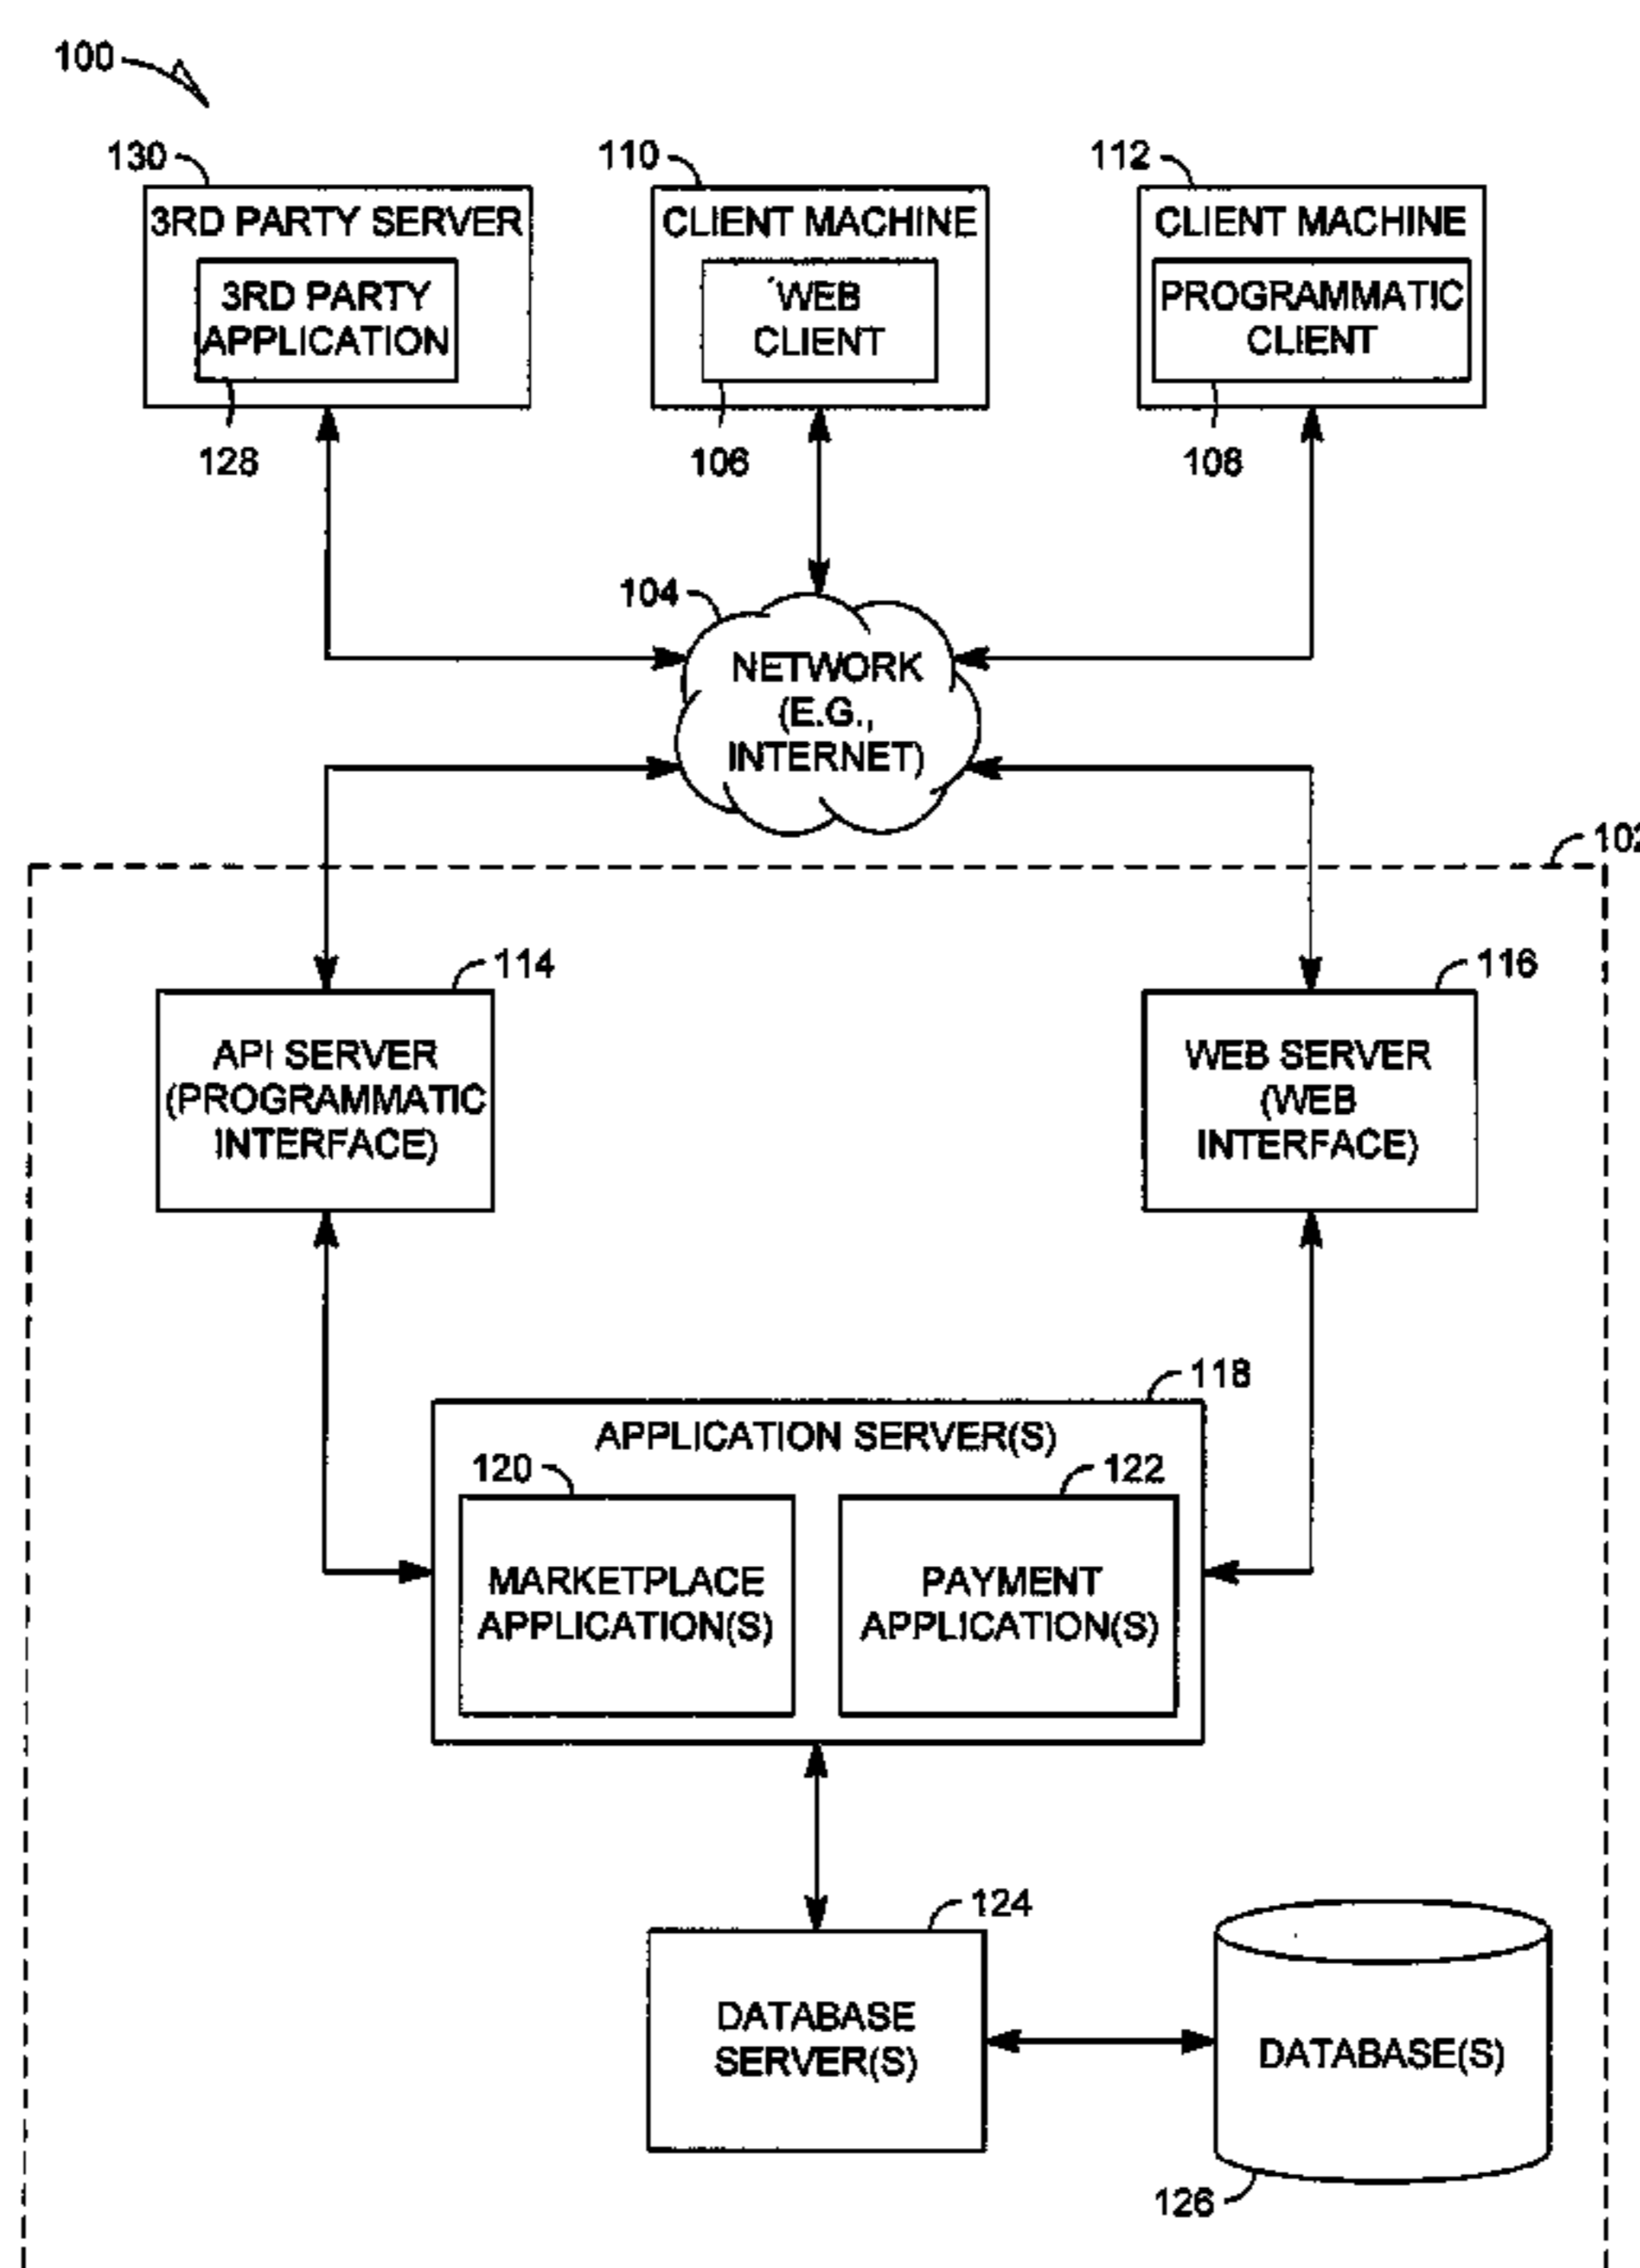 100
130
110
112
3RD PARTY SERVER
3RD PARTY
APPLICATION
128
CLIENT MACHINE
WEB
CLIENT
106
CLIENT MACHINE
PROGRAMMATIC
CLIENT
108
104
NETWORK
(E.G.,
INTERNET)
102
114
API SERVER
(PROGRAMMATIC
INTERFACE)
116
WEB SERVER
(WEB
INTERFACE)
118
APPLICATION SERVER(S)
120
MARKETPLACE
APPLICATION(S)
122
PAYMENT
APPLICATION(S)
124
DATABASE
SERVER(S)
DATABASE(S)
126